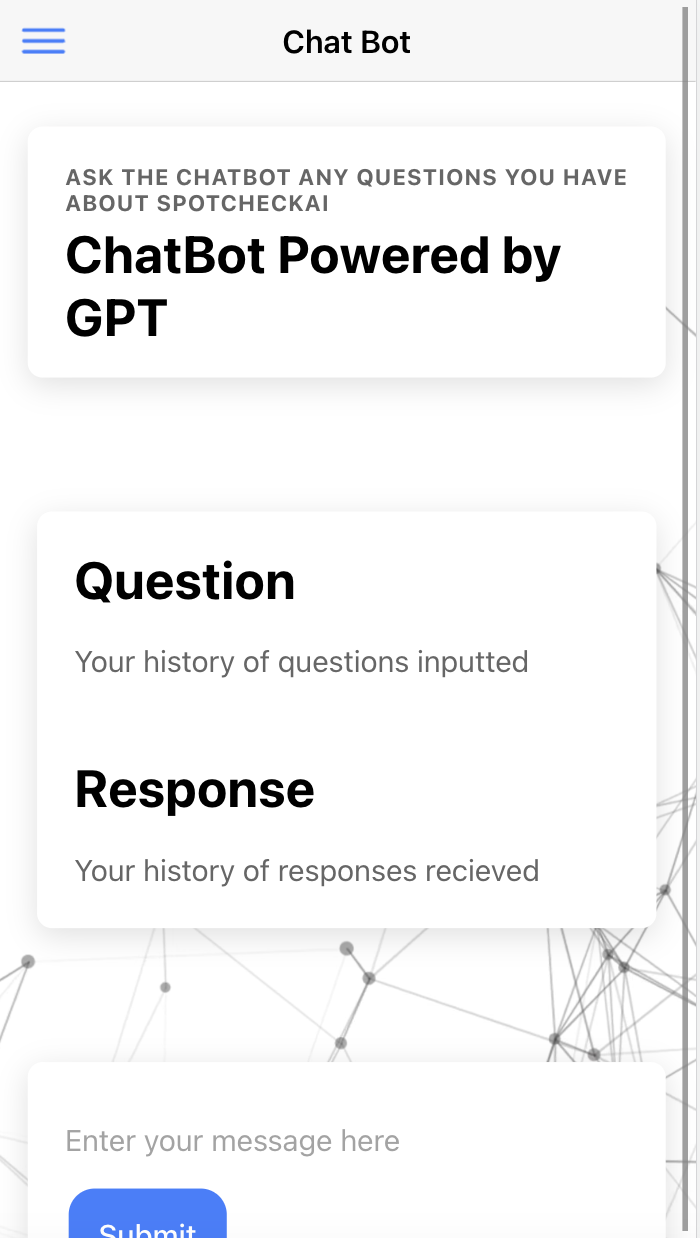 Chat Bot
ASK THE CHATBOT ANY QUESTIONS YOU HAVE
ABOUT SPOTCHECKAI
ChatBot Powered by
GPT
Question
Your history of questions inputted
Response
Your history of responses recieved
Enter your message here
Submit